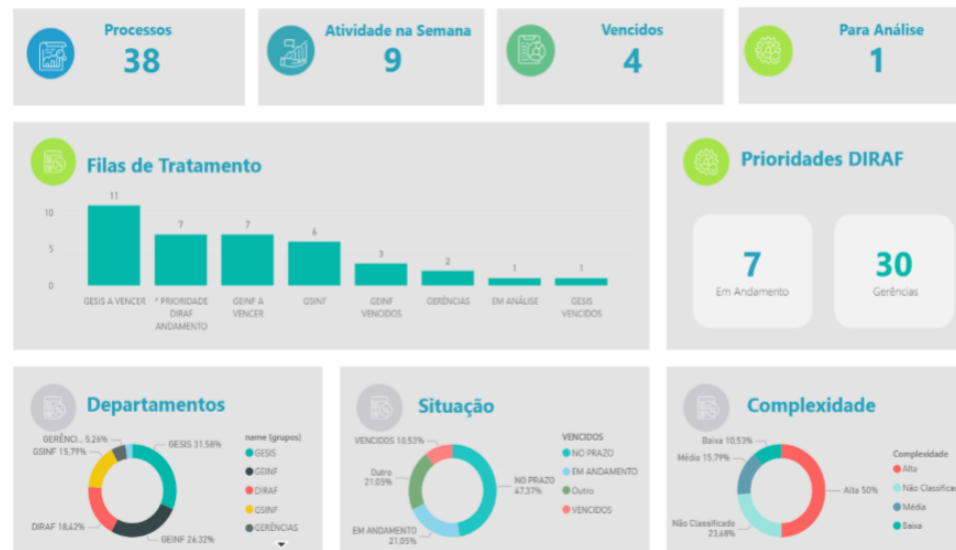 Processos
38
Atividade na Semana
9
Vencidos
4
Para Análise
1
Filas de Tratamento
10
5
0
11
7
7
6
3
2
1
1
GESIS A VENCER
* PRIORIDADE
DIRAF
ANDAMENTO
GEINF A
VENCER
GSINF
GEINF
VENCIDOS
GERÊNCIAS
EM ANÁLISE
GESIS
VENCIDOS
Prioridades DIRAF
7
Em Andamento
30
Gerências
Departamentos
GERÊNCI... 5,26%
GSINF 15,79%
DIRAF 18,42%
GESIS 31,58%
GEINF 26,32%
name (grupos)
GESIS
GEINF
DIRAF
GSINF
GERÊNCIAS
Situação
VENCIDOS 10,53%
Outro
21,05%
EM ANDAMENTO
21,05%
NO PRAZO
47,37%
VENCIDOS
NO PRAZO
EM ANDAMENTO
Outro
VENCIDOS
Complexidade
Baixa 10,53%
Média 15,79%
Não Classificado
23,68%
Alta 50%
Complexidade
Alta
Não Classifica
Média
Baixa